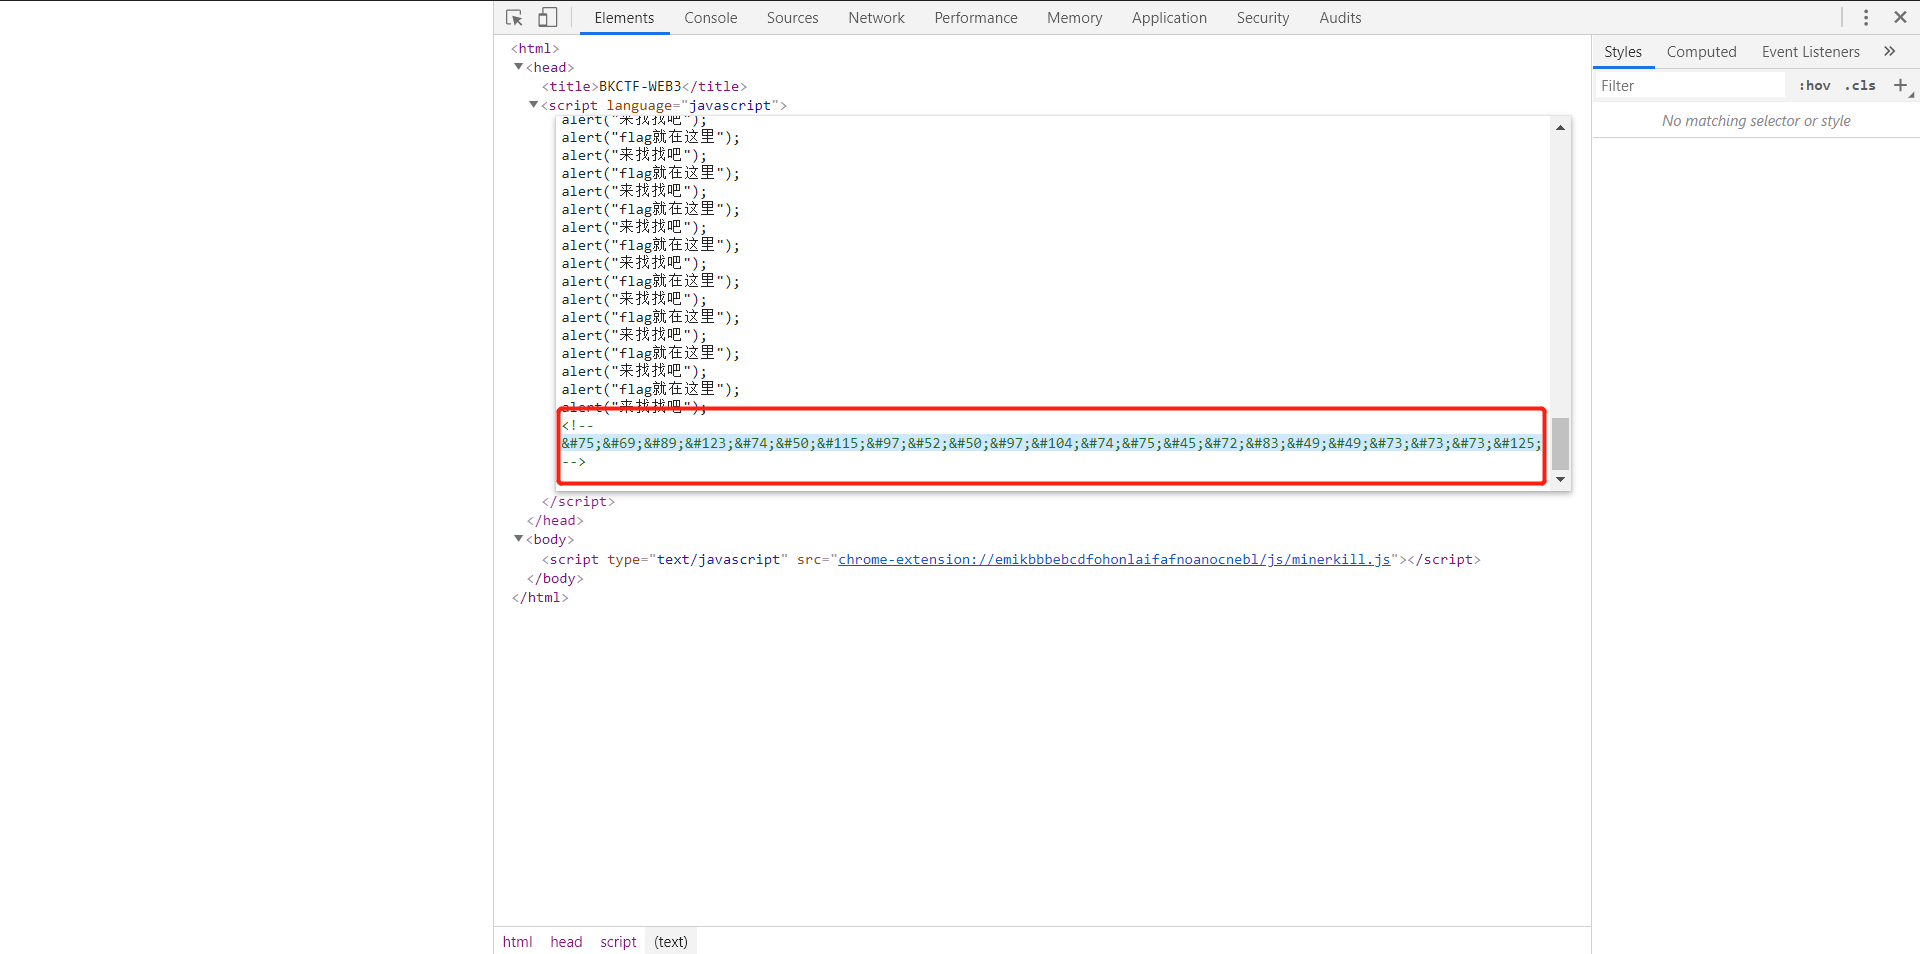 Elements Console Sources Network Performance Memory Application Security Audits
Styles Computed Event Listeners »
Filter :hov .cls +
No matching selector or style
<html>
<head>
<title>BKCTF-WEB3</title>
<script language="javascript">
alert("来找找吧");
alert("flag就在这里");
alert("来找找吧");
alert("flag就在这里");
alert("来找找吧");
alert("flag就在这里");
alert("来找找吧");
alert("flag就在这里");
alert("来找找吧");
alert("flag就在这里");
alert("来找找吧");
alert("flag就在这里");
alert("来找找吧");
alert("flag就在这里");
alert("来找找吧");
alert("flag就在这里");
alert("来找找吧");
<!--
&#75;&#69;&#89;&#123;&#74;&#50;&#115;&#97;&#52;&#50;&#97;&#104;&#74;&#75;&#45;&#72;&#83;&#49;&#49;&#73;&#73;&#73;&#125;
-->
</script>
</head>
<body>
<script type="text/javascript" src="chrome-extension://emikbbbebcdfohonlaifafnoanocnebl/js/minerkill.js"></script>
</body>
</html>
html head script (text)